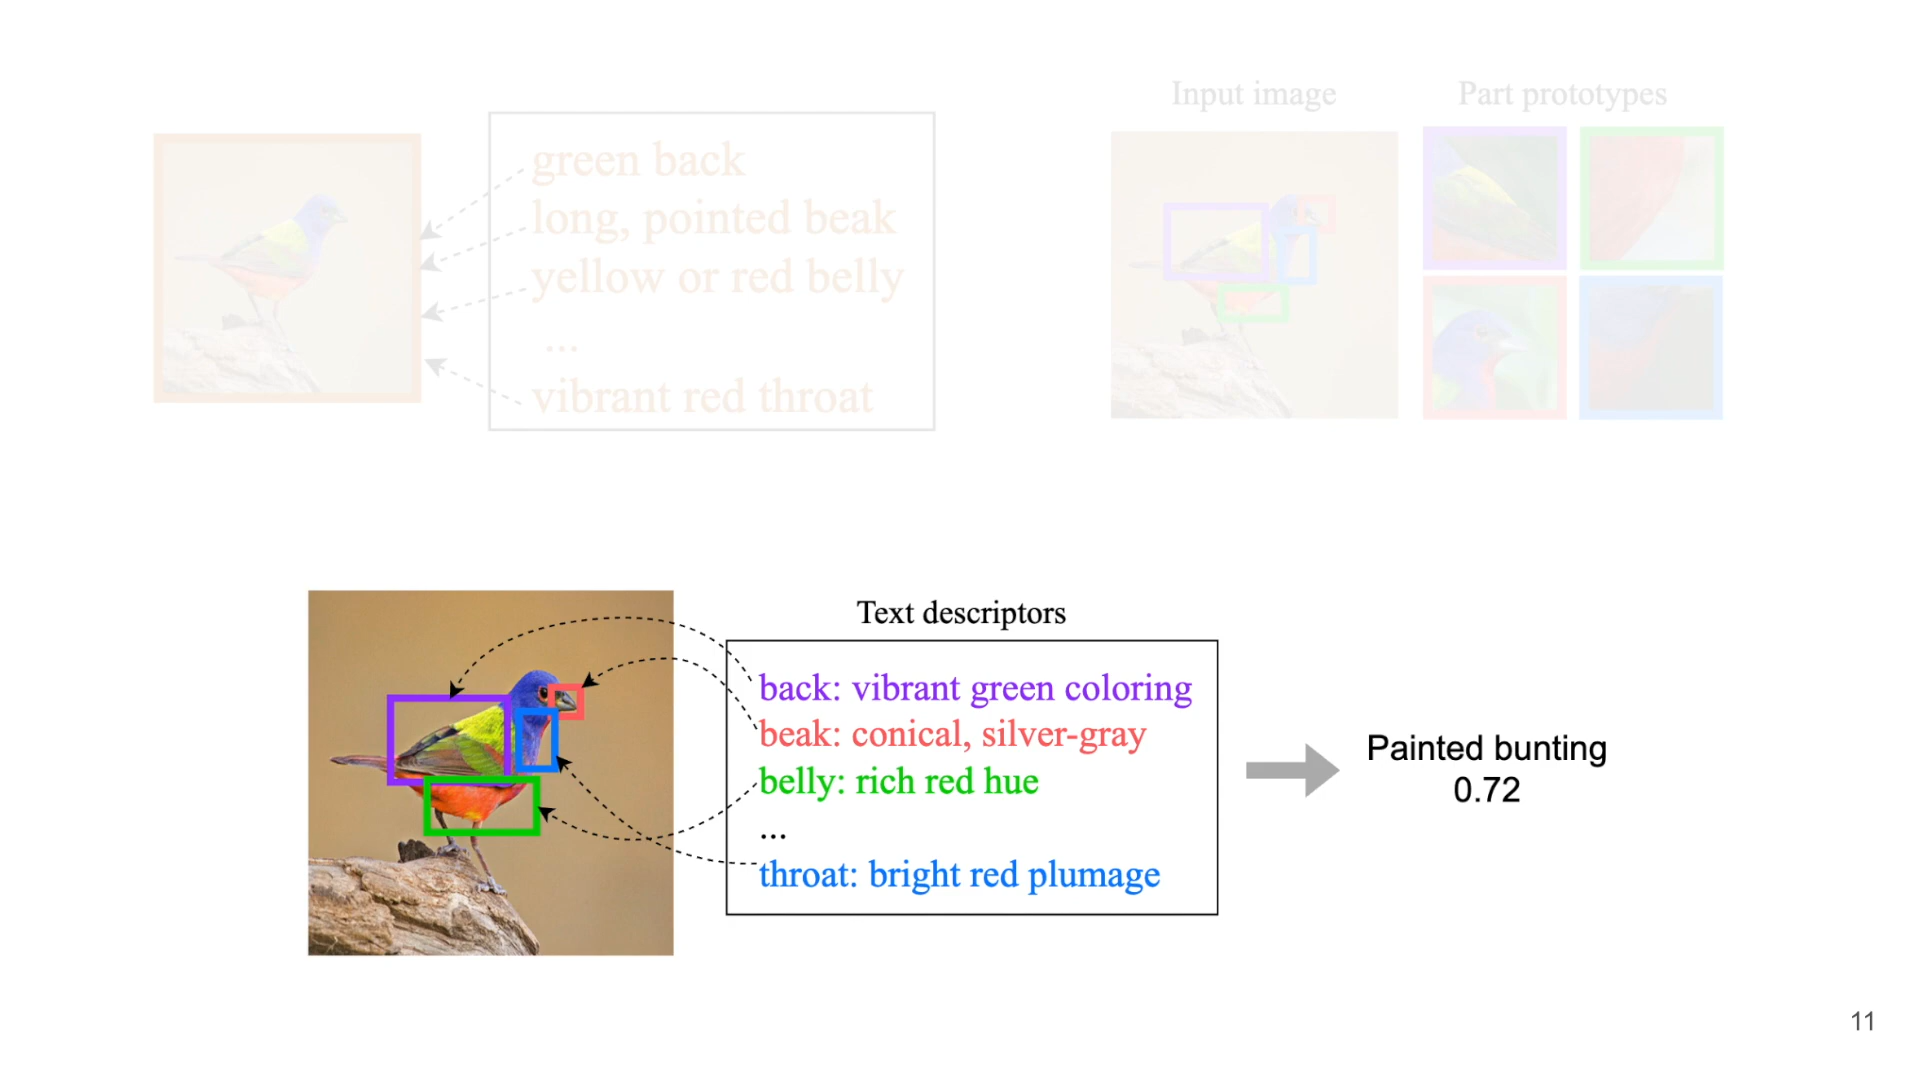 green back
long, pointed beak
yellow or red belly
...
vibrant red throat
Input image
Part prototypes
Text descriptors
back: vibrant green coloring
beak: conical, silver-gray
belly: rich red hue
...
throat: bright red plumage
Painted bunting
0.72
11